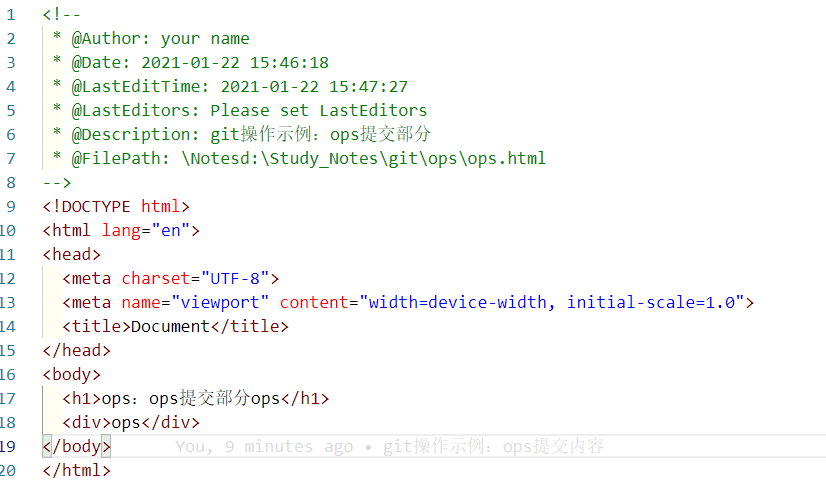 1 <!--
2 * @Author: your name
3 * @Date: 2021-01-22 15:46:18
4 * @LastEditTime: 2021-01-22 15:47:27
5 * @LastEditors: Please set LastEditors
6 * @Description: git操作示例：ops提交部分
7 * @FilePath: \Notesd:\Study_Notes\git\ops\ops.html
8 -->
9 <!DOCTYPE html>
10 <html lang="en">
11 <head>
12 <meta charset="UTF-8">
13 <meta name="viewport" content="width=device-width, initial-scale=1.0">
14 <title>Document</title>
15 </head>
16 <body>
17 <h1>ops：ops提交部分ops</h1>
18 <div>ops</div>
19 </body> You, 9 minutes ago • git操作示例：ops提交内容
20 </html>